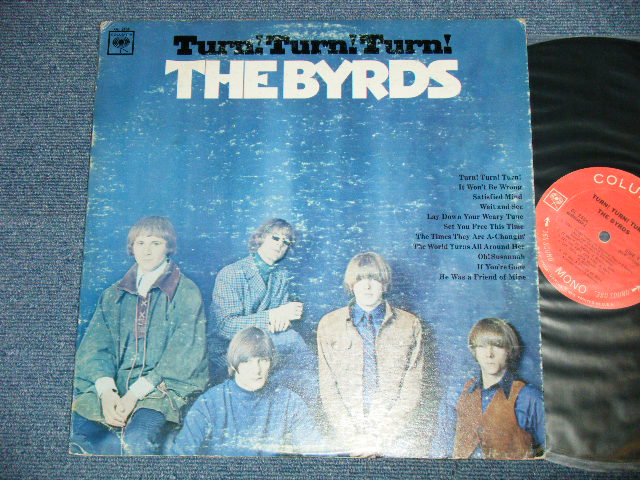 Turn! Turn! Turn!
THE BYRDS
Turn! Turn! Turn!
It Won't Be Wrong
Satisfied Mind
Wait and See
Lay Down Your Weary Tune
Set You Free This Time
The Times They Are A-Changin'
The World Turns All Around Her
Oh! Susannah
If You're Gone
He Was a Friend of Mine
COLU
TURN! TURN! TURN
THE BYRDS
MONO